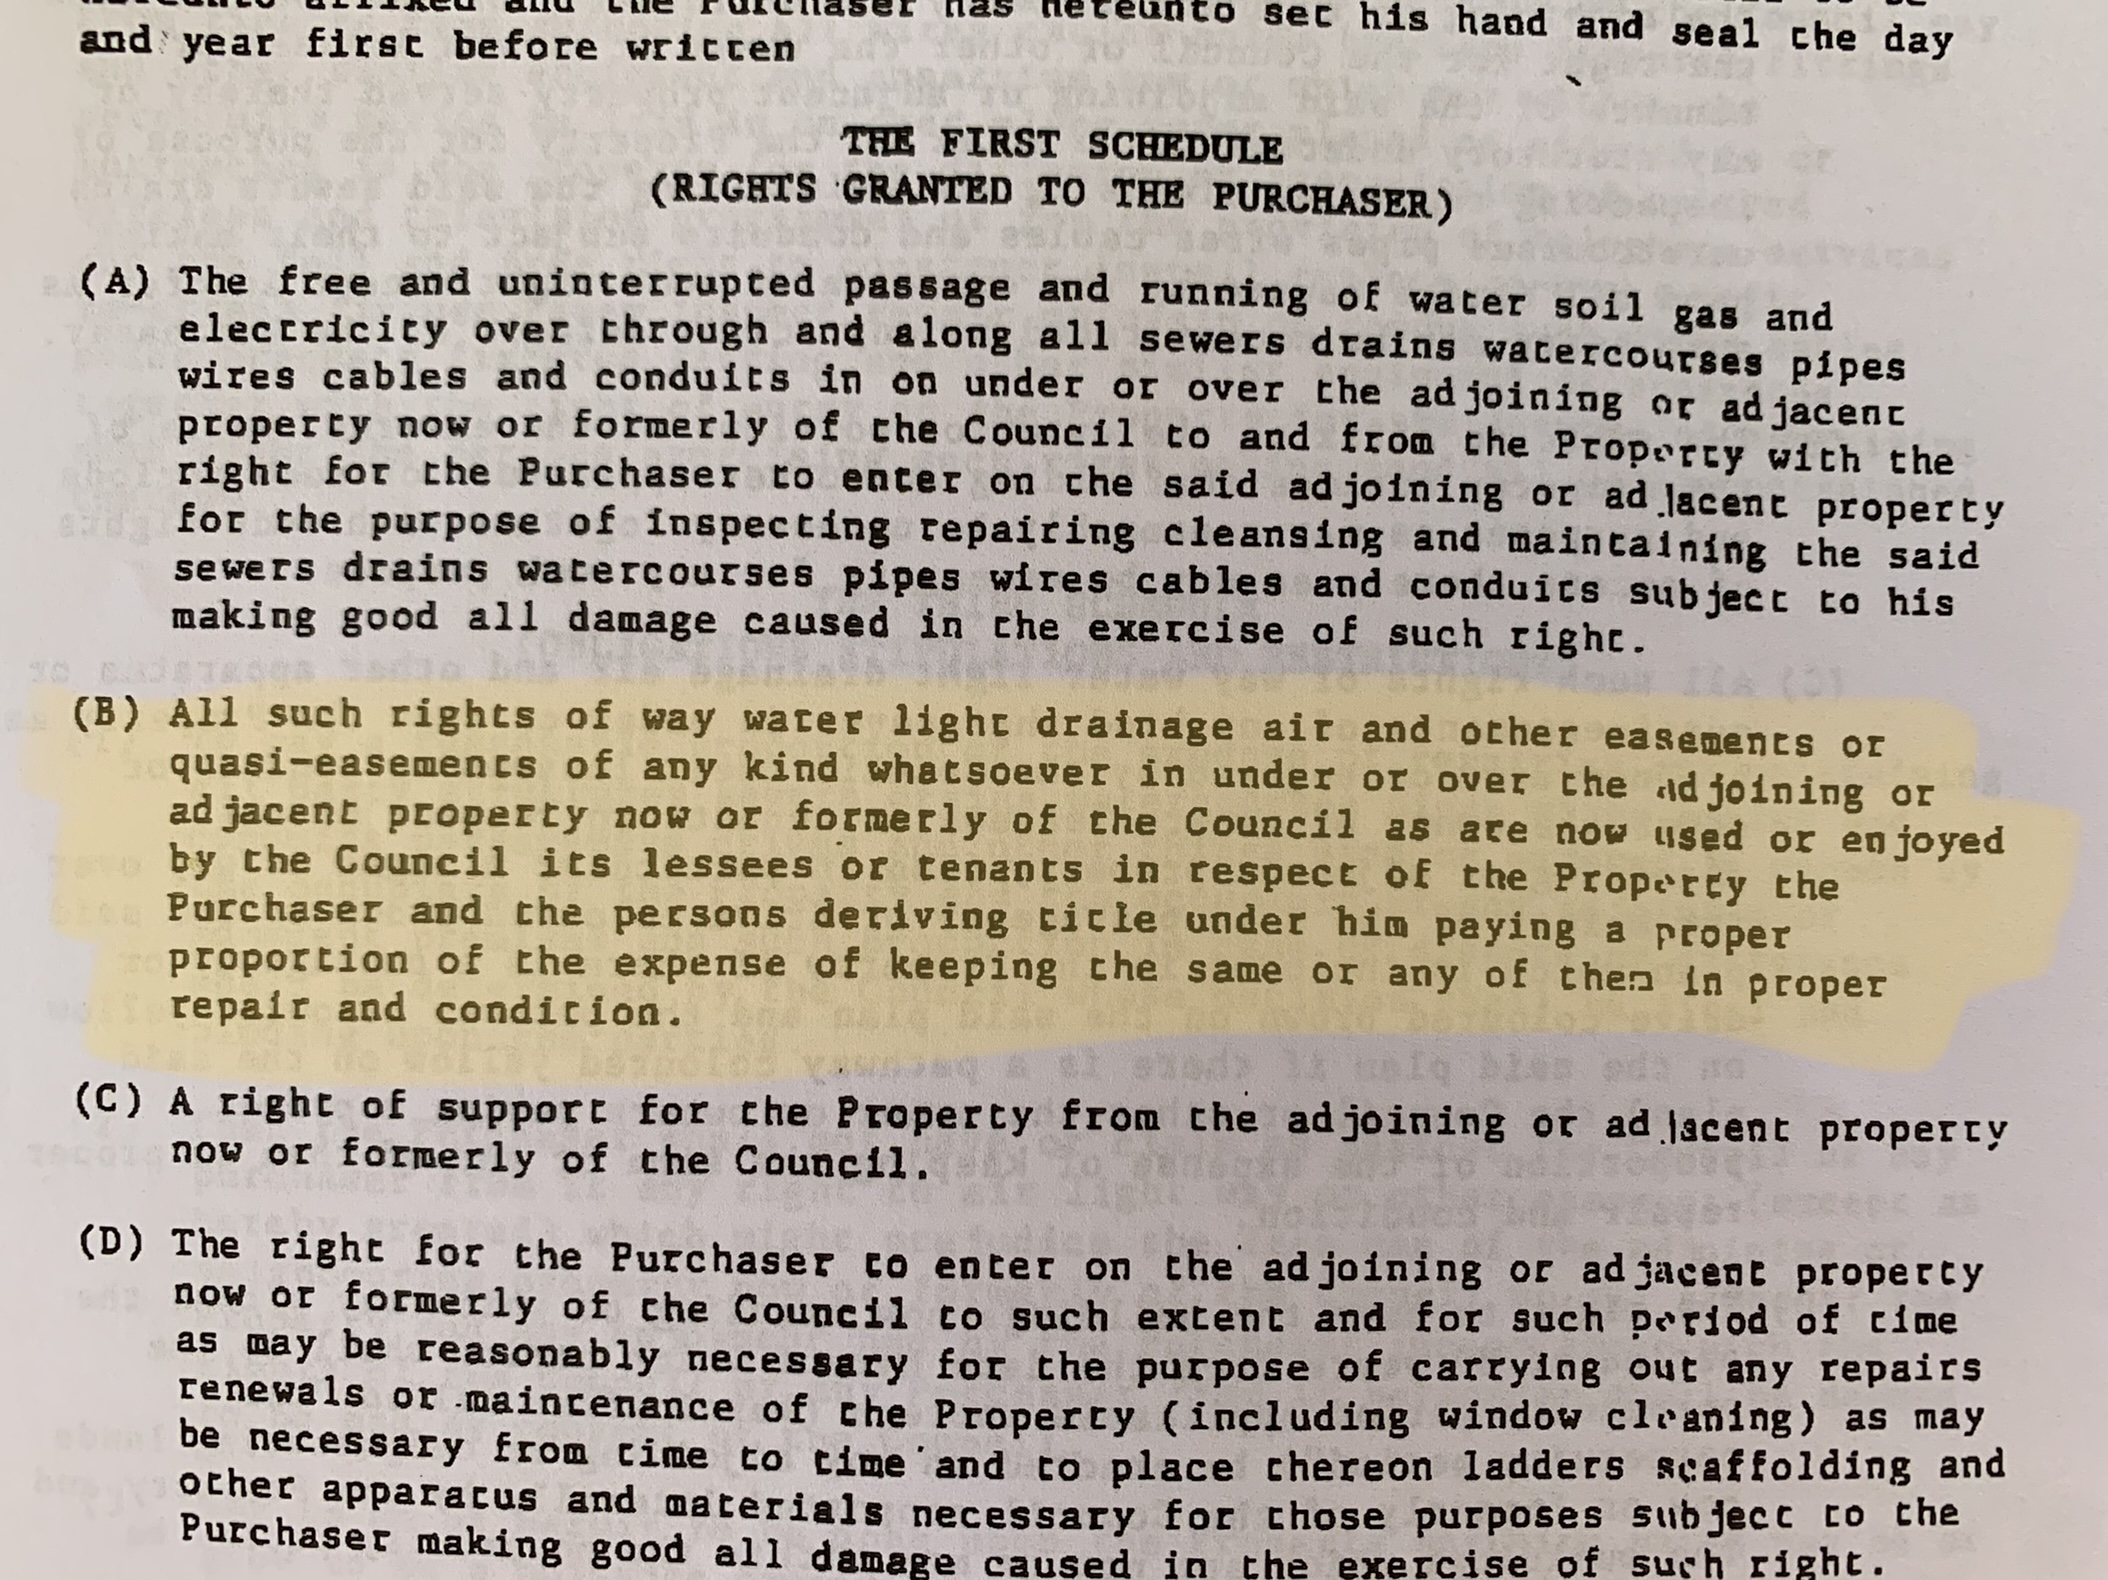 hereunto affixed and the Purchaser has hereunto set his hand and seal the day
and year first before written
THE FIRST SCHEDULE
(RIGHTS GRANTED TO THE PURCHASER)
(A) The free and uninterrupted passage and running of water soil gas and
electricity over through and along all sewers drains watercourses pipes
wires cables and conduits in on under or over the adjoining or adjacent
property now or formerly of the Council to and from the Property with the
right for the Purchaser to enter on the said adjoining or adjacent property
for the purpose of inspecting repairing cleansing and maintaining the said
sewers drains watercourses pipes wires cables and conduits subject to his
making good all damage caused in the exercise of such right.
(B) All such rights of way water light drainage air and other easements or
quasi-easements of any kind whatsoever in under or over the adjoining or
adjacent property now or formerly of the Council as are now used or enjoyed
by the Council its lessees or tenants in respect of the Property the
Purchaser and the persons deriving title under him paying a proper
proportion of the expense of keeping the same or any of them in proper
repair and condition.
(C) A right of support for the Property from the adjoining or adjacent property
now or formerly of the Council.
(D) The right for the Purchaser to enter on the adjoining or adjacent property
now or formerly of the Council to such extent and for such period of time
as may be reasonably necessary for the purpose of carrying out any repairs
renewals or maintenance of the Property (including window cleaning) as may
be necessary from time to time and to place thereon ladders scaffolding and
other apparatus and materials necessary for those purposes subject to the
Purchaser making good all damage caused in the exercise of such right.